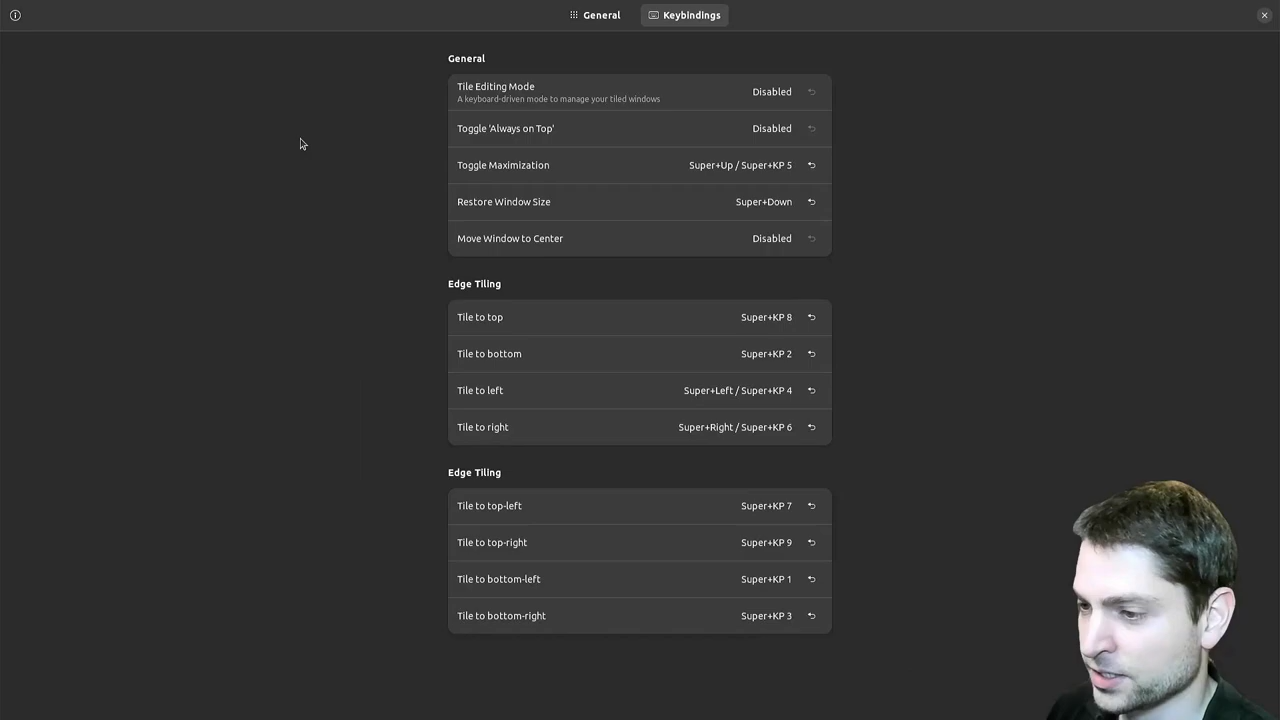 General
Keybindings
General
Tile Editing Mode
A keyboard-driven mode to manage your tiled windows
Disabled
Toggle 'Always on Top'
Disabled
Toggle Maximization
Super+Up / Super+KP 5
Restore Window Size
Super+Down
Move Window to Center
Disabled
Edge Tiling
Tile to top
Super+KP 8
Tile to bottom
Super+KP 2
Tile to left
Super+Left / Super+KP 4
Tile to right
Super+Right / Super+KP 6
Edge Tiling
Tile to top-left
Super+KP 7
Tile to top-right
Super+KP 9
Tile to bottom-left
Super+KP 1
Tile to bottom-right
Super+KP 3